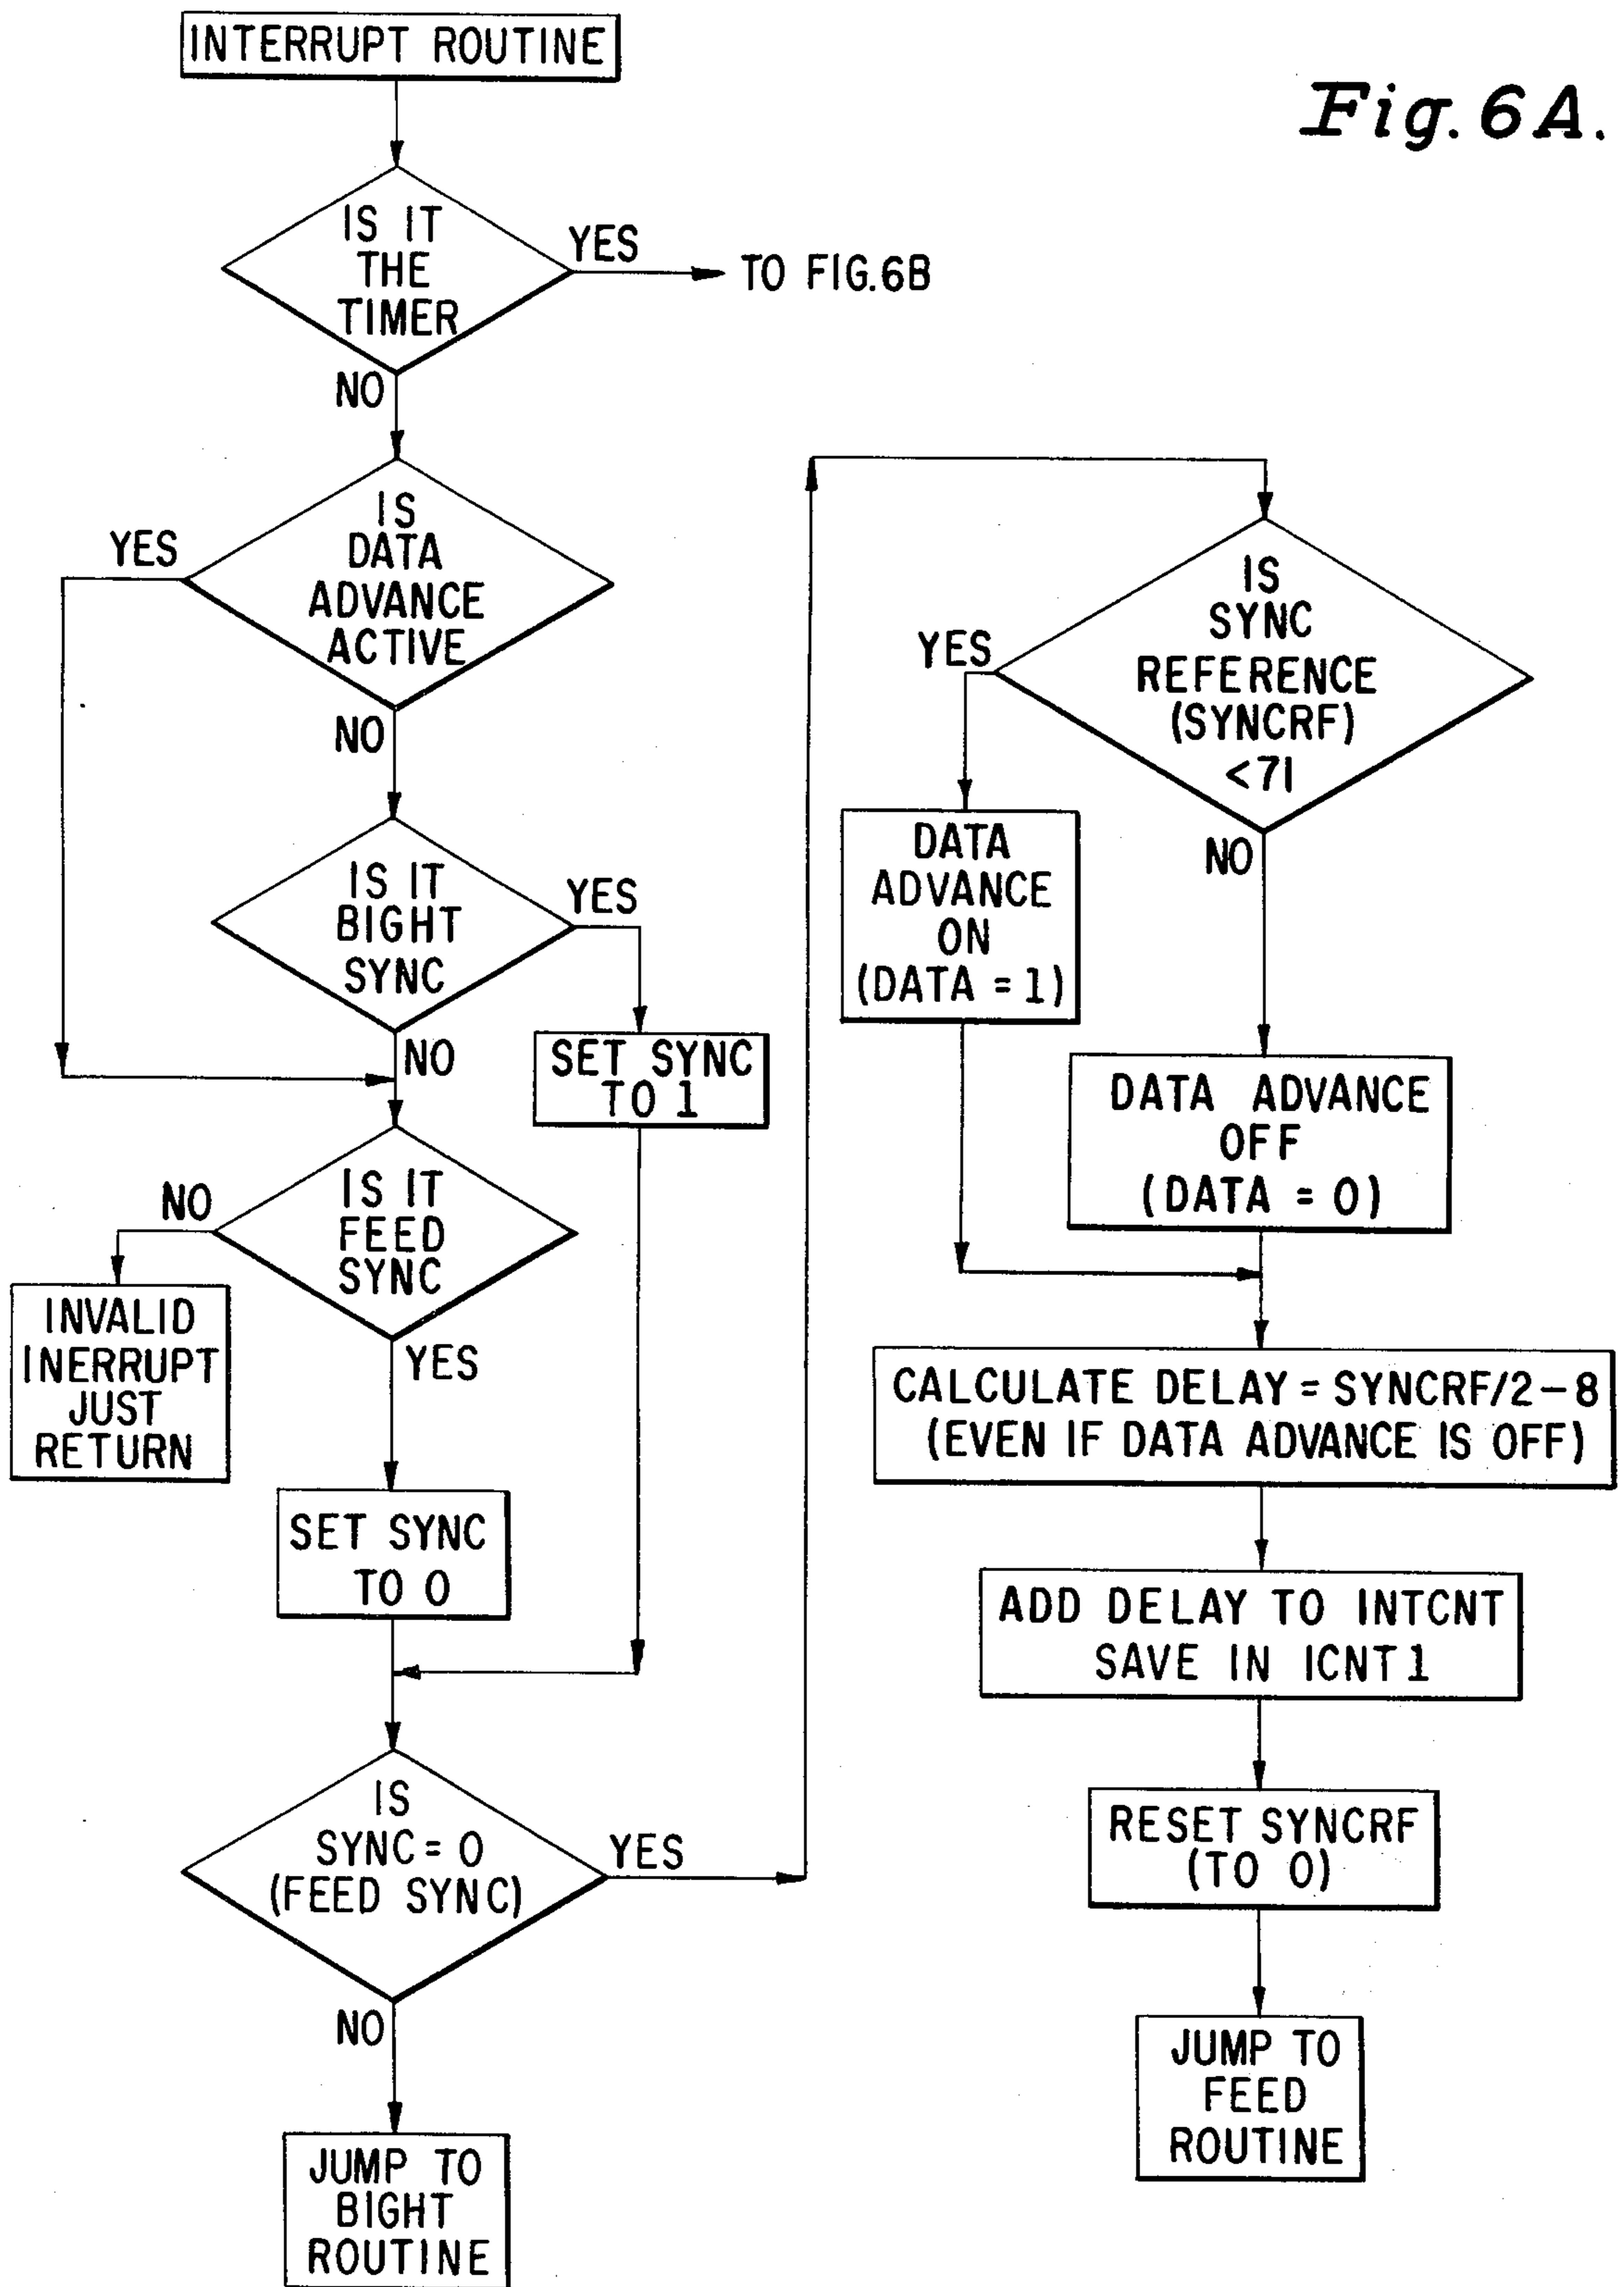 INTERRUPT ROUTINE
Fig. 6A.
IS IT
THE
TIMER
YES
TO FIG.6B
NO
IS
DATA
ADVANCE
ACTIVE
YES
NO
IS IT
BIGHT
SYNC
YES
NO
SET SYNC
TO 1
IS IT
FEED
SYNC
NO
INVALID
INERRUPT
JUST
RETURN
YES
SET SYNC
TO 0
IS
SYNC = 0
(FEED SYNC)
YES
NO
JUMP TO
BIGHT
ROUTINE
IS
SYNC
REFERENCE
(SYNCRF)
<71
YES
DATA
ADVANCE
ON
(DATA = 1)
NO
DATA ADVANCE
OFF
(DATA = 0)
CALCULATE DELAY = SYNCRF/2-8
(EVEN IF DATA ADVANCE IS OFF)
ADD DELAY TO INTCNT
SAVE IN ICNT1
RESET SYNCRF
(TO 0)
JUMP TO
FEED
ROUTINE